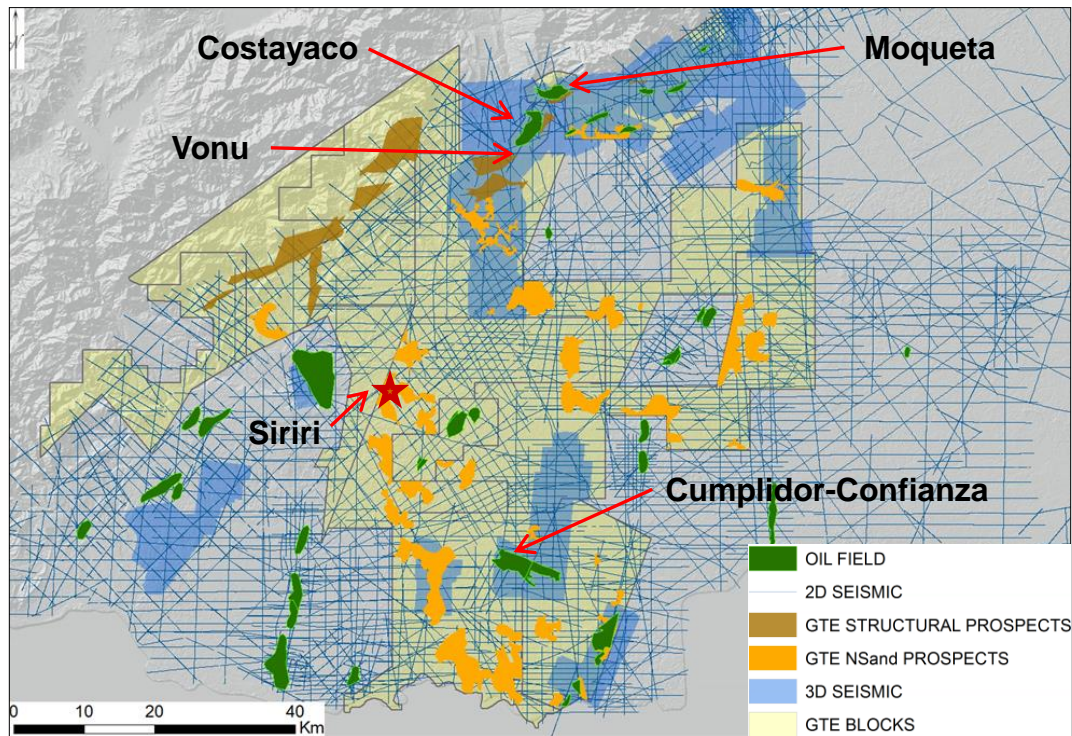 Costayaco
Moqueta
Vonu
Siriri
Cumplidor-Confianza
OIL FIELD
2D SEISMIC
GTE STRUCTURAL PROSPECTS
GTE NSand PROSPECTS
3D SEISMIC
GTE BLOCKS
0 10 20 40
Km